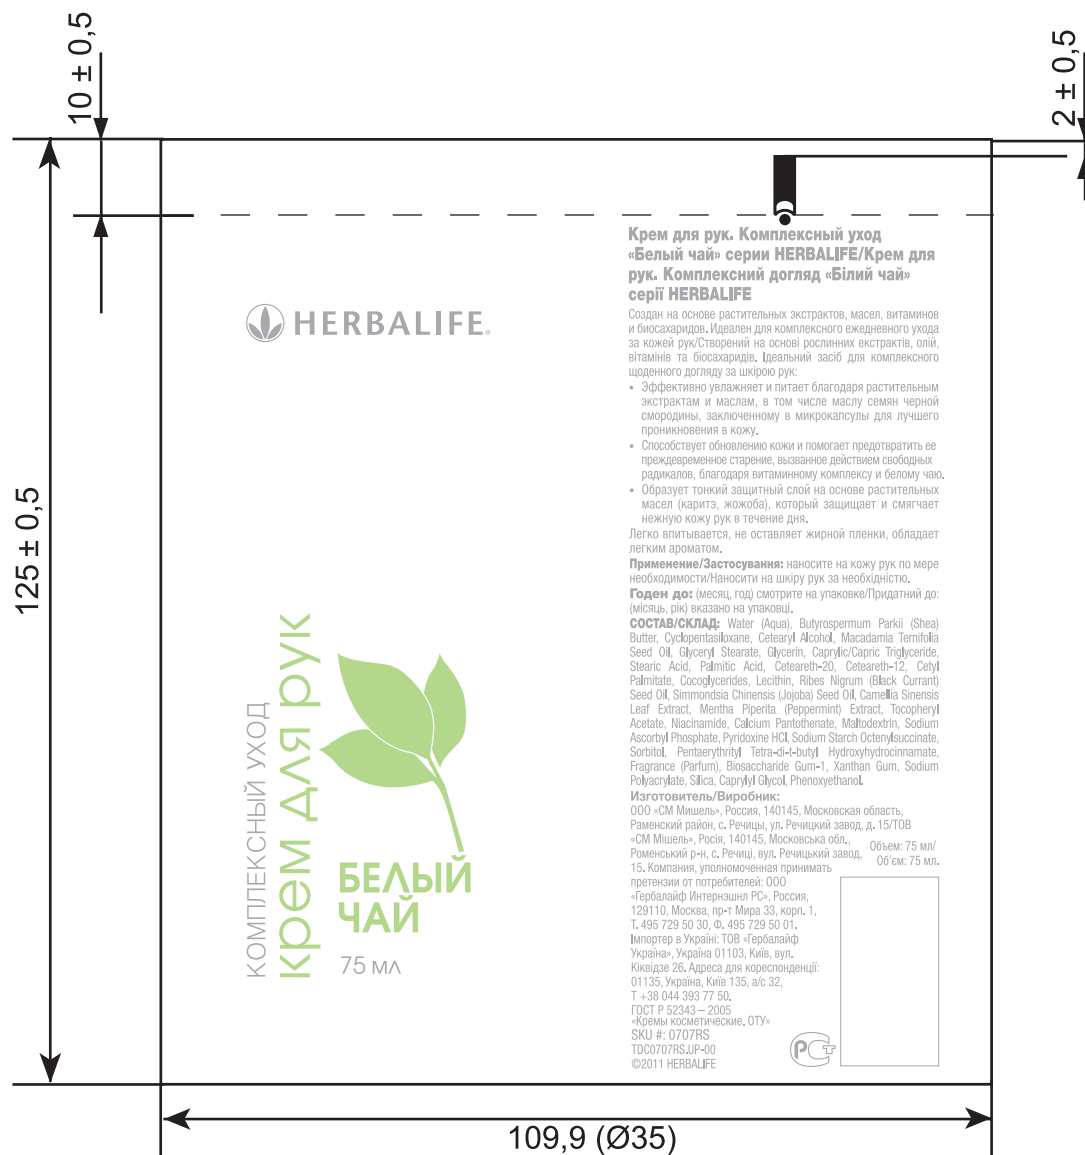 10 ± 0,5
2 ± 0,5
125 ± 0,5
HERBALIFE®
КОМПЛЕКСНЫЙ УХОД
крем для рук
БЕЛЫЙ
ЧАЙ
75 мл
Крем для рук. Комплексный уход
«Белый чай» серии HERBALIFE/Крем для
рук. Комплексний догляд «Білий чай»
серії HERBALIFE
Создан на основе растительных экстрактов, масел, витаминов
и биосахаридов. Идеален для комплексного ежедневного ухода
за кожей рук/Створений на основі рослинних екстрактів, олій,
вітамінів та біосахаридів. Ідеальний засіб для комплексного
щоденного догляду за шкірою рук:
• Эффективно увлажняет и питает благодаря растительным
экстрактам и маслам, в том числе маслу семян черной
смородины, заключенному в микрокапсулы для лучшего
проникновения в кожу.
• Способствует обновлению кожи и помогает предотвратить ее
преждевременное старение, вызванное действием свободных
радикалов, благодаря витаминному комплексу и белому чаю.
• Образует тонкий защитный слой на основе растительных
масел (каритэ, жожоба), который защищает и смягчает
нежную кожу рук в течение дня.
Легко впитывается, не оставляет жирной пленки, обладает
легким ароматом.
Применение/Застосування: наносите на кожу рук по мере
необходимости/Наносити на шкіру рук за необхідністю.
Годен до: (месяц, год) смотрите на упаковке/Придатний до:
(місяць, рік) вказано на упаковці.
СОСТАВ/СКЛАД: Water (Aqua), Butyrospermum Parkii (Shea)
Butter, Cyclopentasiloxane, Cetearyl Alcohol, Macadamia Ternifolia
Seed Oil, Glyceryl Stearate, Glycerin, Caprylic/Capric Triglyceride,
Stearic Acid, Palmitic Acid, Ceteareth-20, Ceteareth-12, Cetyl
Palmitate, Cocoglycerides, Lecithin, Ribes Nigrum (Black Currant)
Seed Oil, Simmondsia Chinensis (Jojoba) Seed Oil, Camellia Sinensis
Leaf Extract, Mentha Piperita (Peppermint) Extract, Tocopheryl
Acetate, Niacinamide, Calcium Pantothenate, Maltodextrin, Sodium
Ascorbyl Phosphate, Pyridoxine HCl, Sodium Starch Octenylsuccinate,
Sorbitol, Pentaerythrityl Tetra-di-t-butyl Hydroxyhydrocinnamate,
Fragrance (Parfum), Biosaccharide Gum-1, Xanthan Gum, Sodium
Polyacrylate, Silica, Caprylyl Glycol, Phenoxyethanol.
Изготовитель/Виробник:
ООО «СМ Мишель», Россия, 140145, Московская область,
Раменский район, с. Речицы, ул. Речицкий завод, д. 15/ТОВ
«СМ Мішель», Росія, 140145, Московська обл.,
Роменський р-н, с. Речиці, вул. Речицький завод,
15. Компания, уполномоченная принимать
претензии от потребителей: ООО
«Гербалайф Интернэшнл РС», Россия,
129110, Москва, пр-т Мира 33, корп. 1,
Т. 495 729 50 30, Ф. 495 729 50 01.
Імпортер в Україні: ТОВ «Гербалайф
Україна», Україна 01103, Київ, вул.
Кіквідзе 26. Адреса для кореспонденції:
01135, Україна, Київ 135, а/с 32,
Т +38 044 393 77 50.
ГОСТ Р 52343 – 2005
«Кремы косметические, ОТУ»
SKU #: 0707RS
TDC0707RS.UP-00
©2011 HERBALIFE
Объем: 75 мл/
Об'єм: 75 мл.
РСТ
109,9 (Ø35)